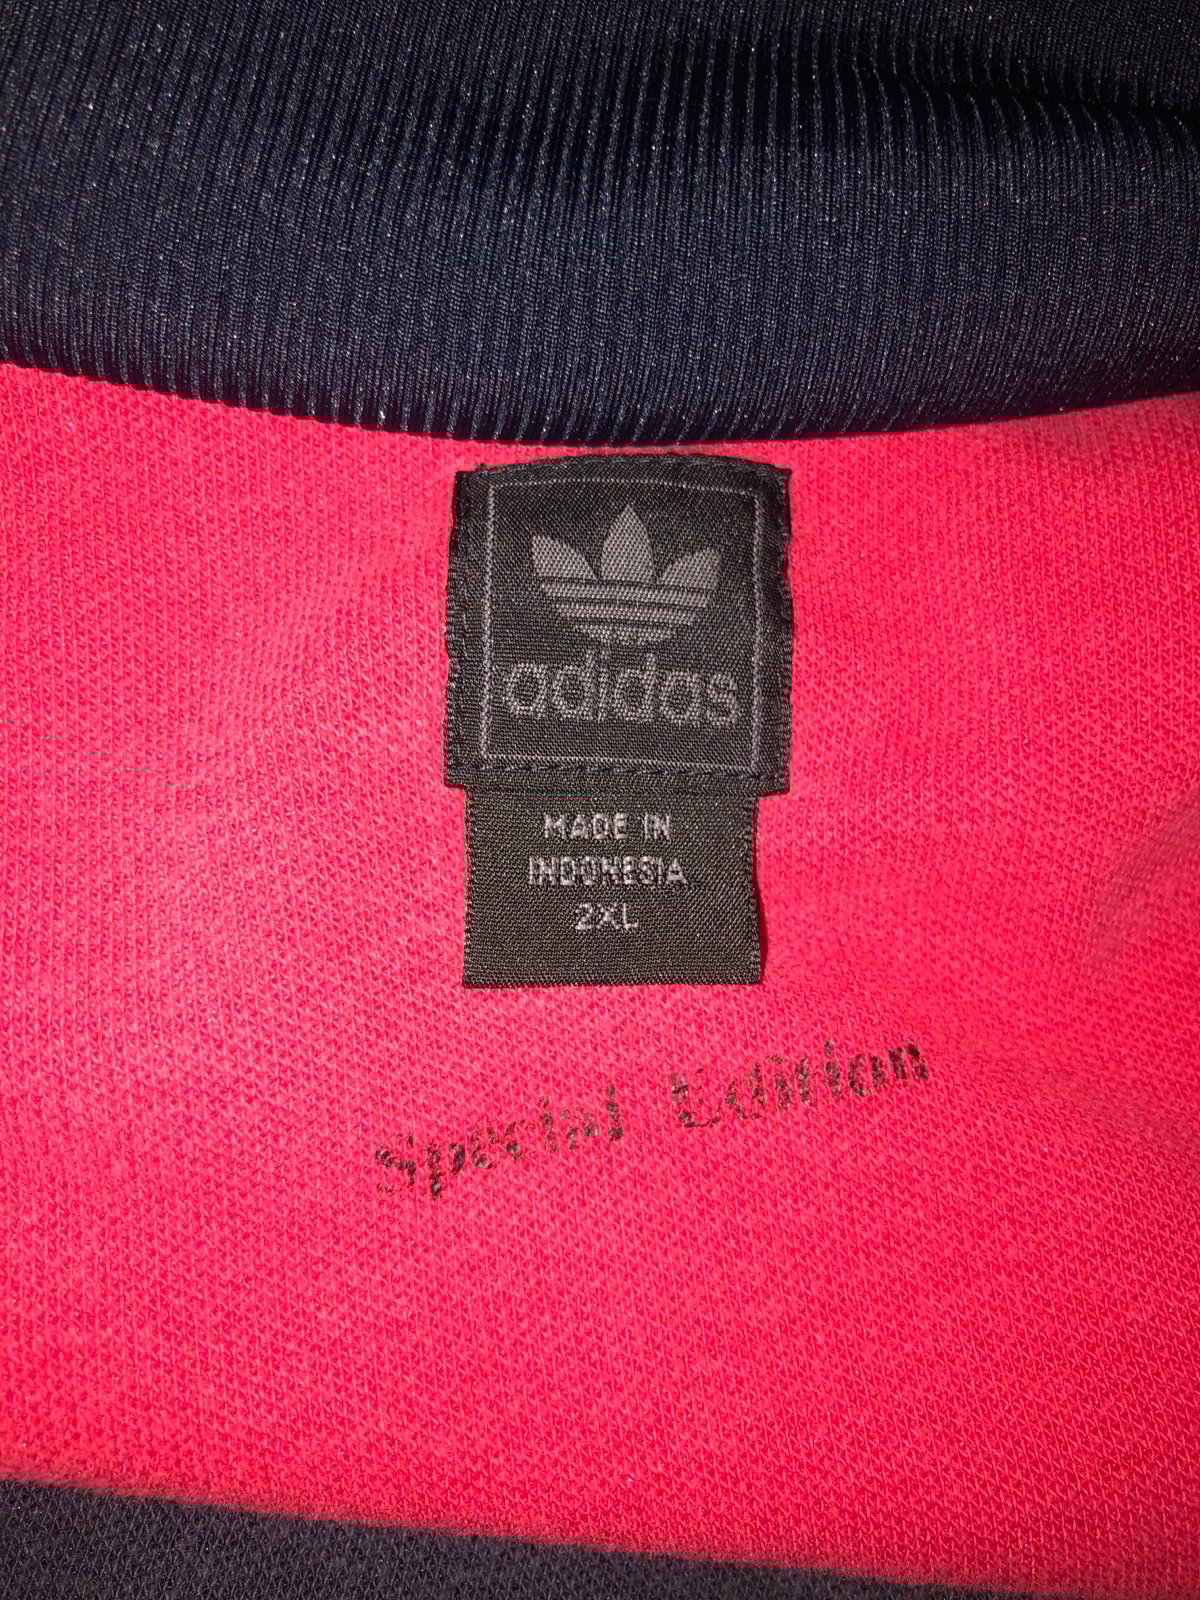 adidas
MADE IN
INDONESIA
2XL
Special Edition